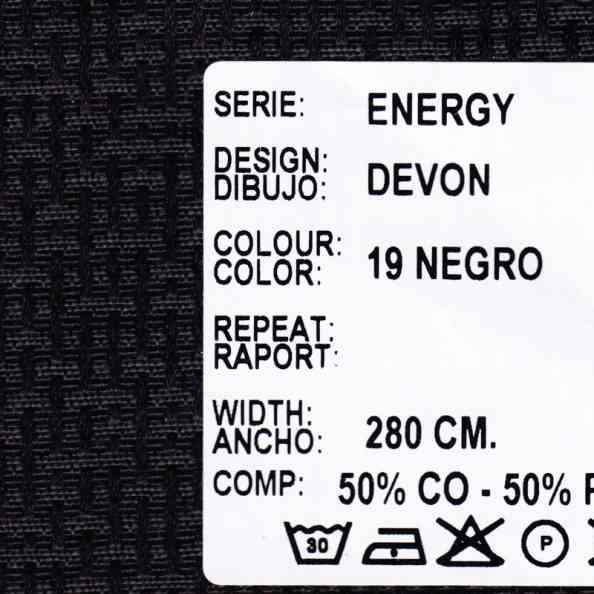 SERIE: ENERGY
DESIGN:
DIBUJO: DEVON
COLOUR:
COLOR: 19 NEGRO
REPEAT:
RAPORT:
WIDTH:
ANCHO: 280 CM.
COMP: 50% CO - 50%
30 P